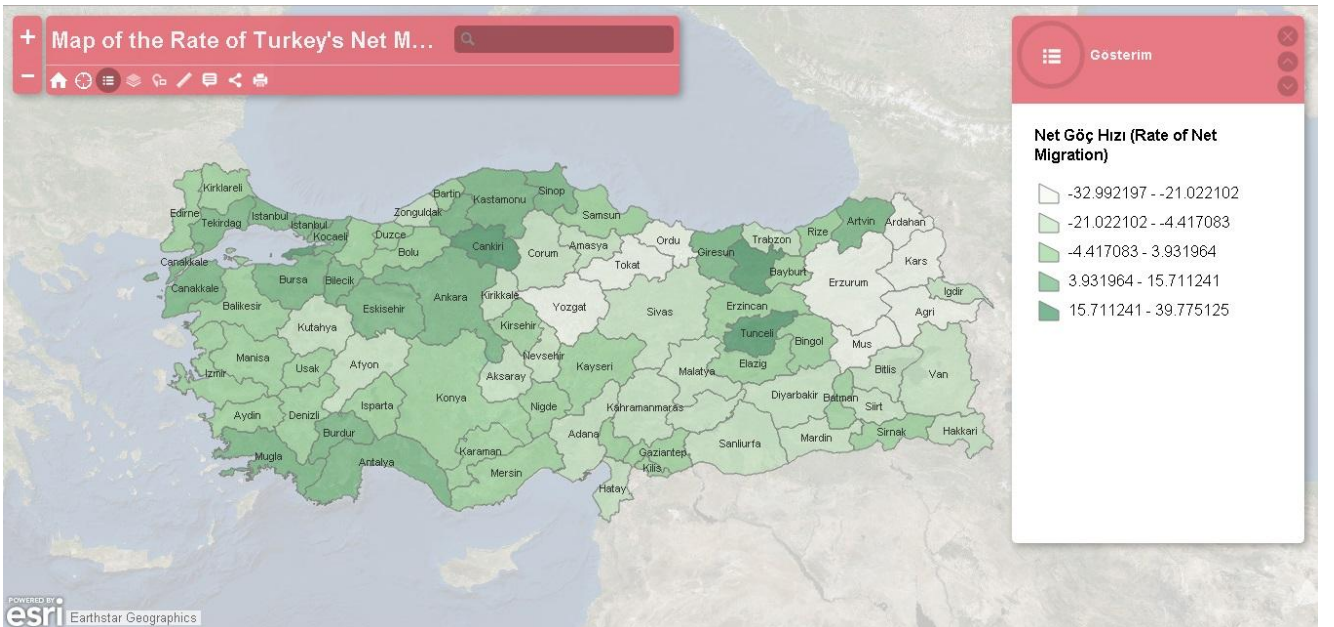 +
Map of the Rate of Turkey's Net M...
−
Gosterim
Net Göç Hızı (Rate of Net
Migration)
-32.992197 - -21.022102
-21.022102 - -4.417083
-4.417083 - 3.931964
3.931964 - 15.711241
15.711241 - 39.775125
Kirklareli
Edirne
Tekirdag
Istanbul
Istanbul
Kocaeli
Canakkale
Canakkale
Bartin
Zonguldak
Kastamonu
Sinop
Samsun
Duzce
Bolu
Cankiri
Corum
Amasya
Ordu
Tokat
Giresun
Trabzon
Rize
Artvin
Ardahan
Kars
Bayburt
Erzurum
Igdir
Agri
Bursa
Bilecik
Balikesir
Eskisehir
Ankara
Kirikkale
Yozgat
Sivas
Erzincan
Kutahya
Kirsehir
Tunceli
Bingol
Mus
Manisa
Izmir
Usak
Afyon
Nevsehir
Aksaray
Kayseri
Malatya
Elazig
Bitlis
Van
Aydin
Denizli
Isparta
Konya
Nigde
Kahramanmaras
Diyarbakir
Batman
Siirt
Burdur
Mugla
Antalya
Karaman
Mersin
Adana
Gaziantep
Kilis
Sanliurfa
Mardin
Sirnak
Hakkari
Hatay
POWERED BY
esri
Earthstar Geographics